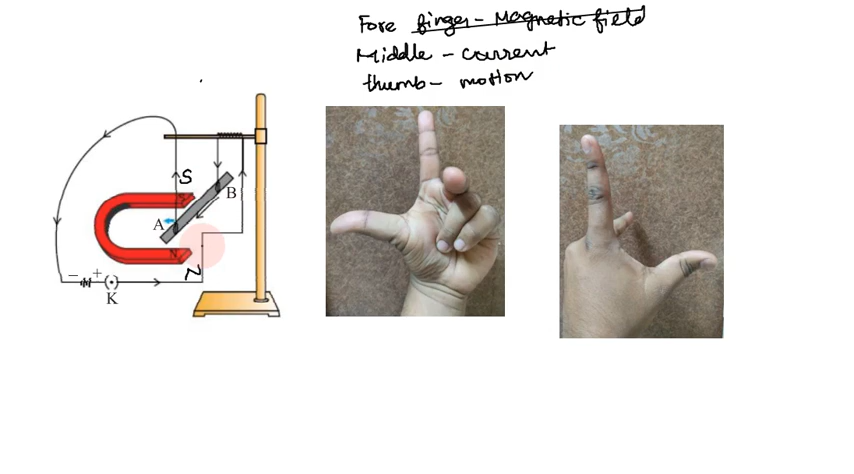 Fore finger - Magnetic field
Middle - current
thumb - motion
S
B
A
N
N
- +
K